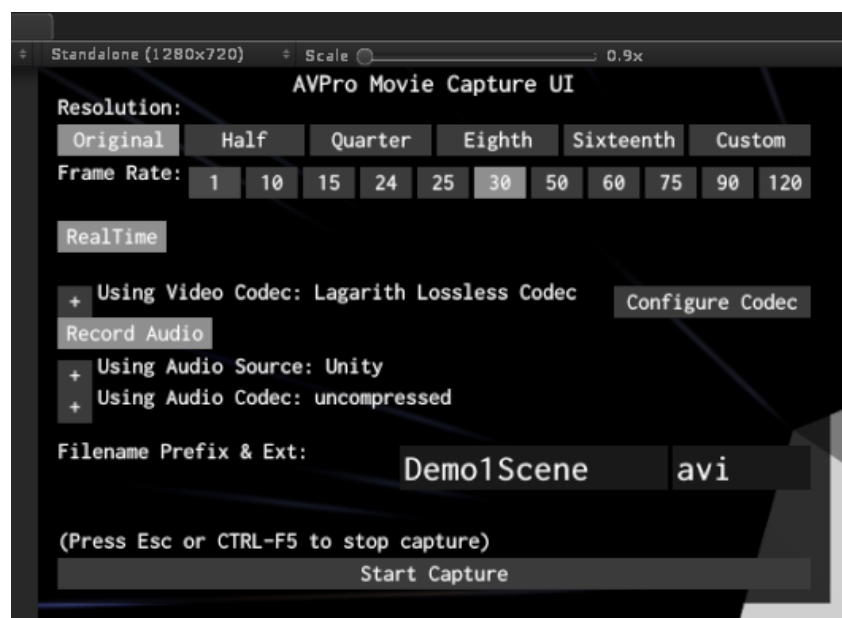 Standalone (1280x720) Scale 0.9x
AVPro Movie Capture UI
Resolution:
Original Half Quarter Eighth Sixteenth Custom
Frame Rate: 1 10 15 24 25 30 50 60 75 90 120
RealTime
+ Using Video Codec: Lagarith Lossless Codec Configure Codec
Record Audio
+ Using Audio Source: Unity
+ Using Audio Codec: uncompressed
Filename Prefix & Ext: Demo1Scene avi
(Press Esc or CTRL-F5 to stop capture)
Start Capture